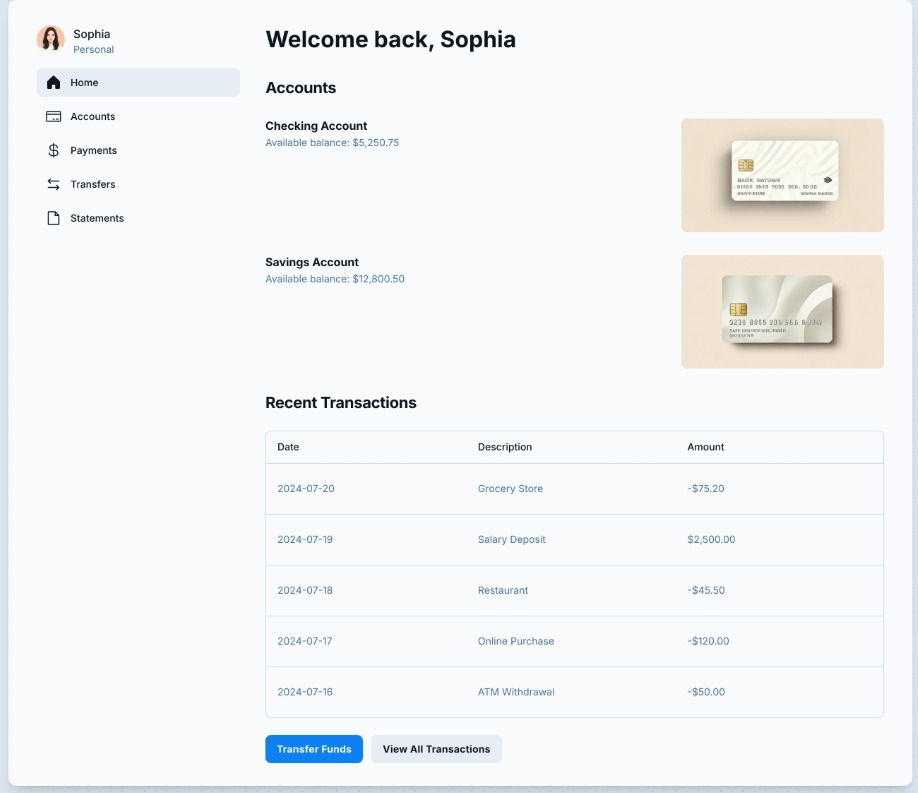 Sophia
Personal
Home
Accounts
Payments
Transfers
Statements
Welcome back, Sophia
Accounts
Checking Account
Available balance: $5,250.75
Savings Account
Available balance: $12,800.50
Recent Transactions
Date Description Amount
2024-07-20 Grocery Store -$75.20
2024-07-19 Salary Deposit $2,500.00
2024-07-18 Restaurant -$45.50
2024-07-17 Online Purchase -$120.00
2024-07-16 ATM Withdrawal -$50.00
Transfer Funds View All Transactions